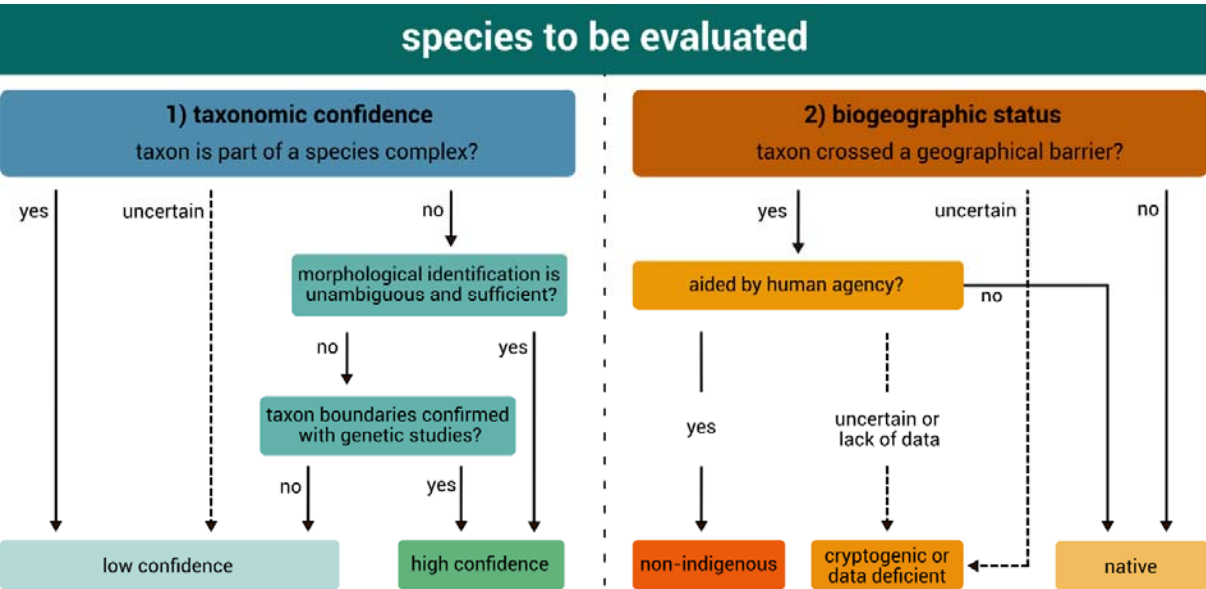 species to be evaluated
1) taxonomic confidence
taxon is part of a species complex?
yes
uncertain
no
morphological identification is
unambiguous and sufficient?
no
yes
taxon boundaries confirmed
with genetic studies?
no
yes
low confidence
high confidence
2) biogeographic status
taxon crossed a geographical barrier?
yes
uncertain
no
aided by human agency?
no
yes
uncertain or
lack of data
non-indigenous
cryptogenic or
data deficient
native